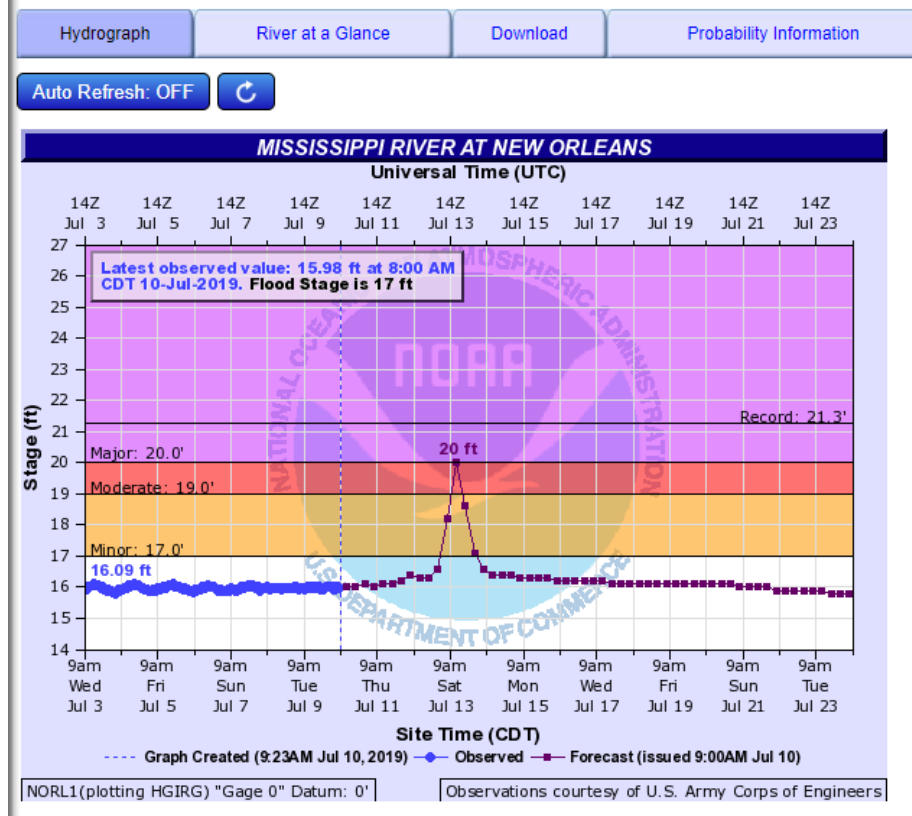 Hydrograph River at a Glance Download Probability Information
Auto Refresh: OFF
MISSISSIPPI RIVER AT NEW ORLEANS
Universal Time (UTC)
14Z 14Z 14Z 14Z 14Z 14Z 14Z 14Z 14Z 14Z 14Z
Jul 3 Jul 5 Jul 7 Jul 9 Jul 11 Jul 13 Jul 15 Jul 17 Jul 19 Jul 21 Jul 23
27
Latest observed value: 15.98 ft at 8:00 AM
CDT 10-Jul-2019. Flood Stage is 17 ft
26
25
24
23
22
21
20
19
18
17
16
15
14
Stage (ft)
NATIONAL OCEANIC AND ATMOSPHERIC ADMINISTRATION
NOAA
U.S. DEPARTMENT OF COMMERCE
Record: 21.3'
20 ft
Major: 20.0'
Moderate: 19.0'
Minor: 17.0'
16.09 ft
9am 9am 9am 9am 9am 9am 9am 9am 9am 9am 9am
Wed Fri Sun Tue Thu Sat Mon Wed Fri Sun Tue
Jul 3 Jul 5 Jul 7 Jul 9 Jul 11 Jul 13 Jul 15 Jul 17 Jul 19 Jul 21 Jul 23
Site Time (CDT)
Graph Created (9:23AM Jul 10, 2019) Observed Forecast (issued 9:00AM Jul 10)
NORL1(plotting HGIRG) "Gage 0" Datum: 0' Observations courtesy of U.S. Army Corps of Engineers